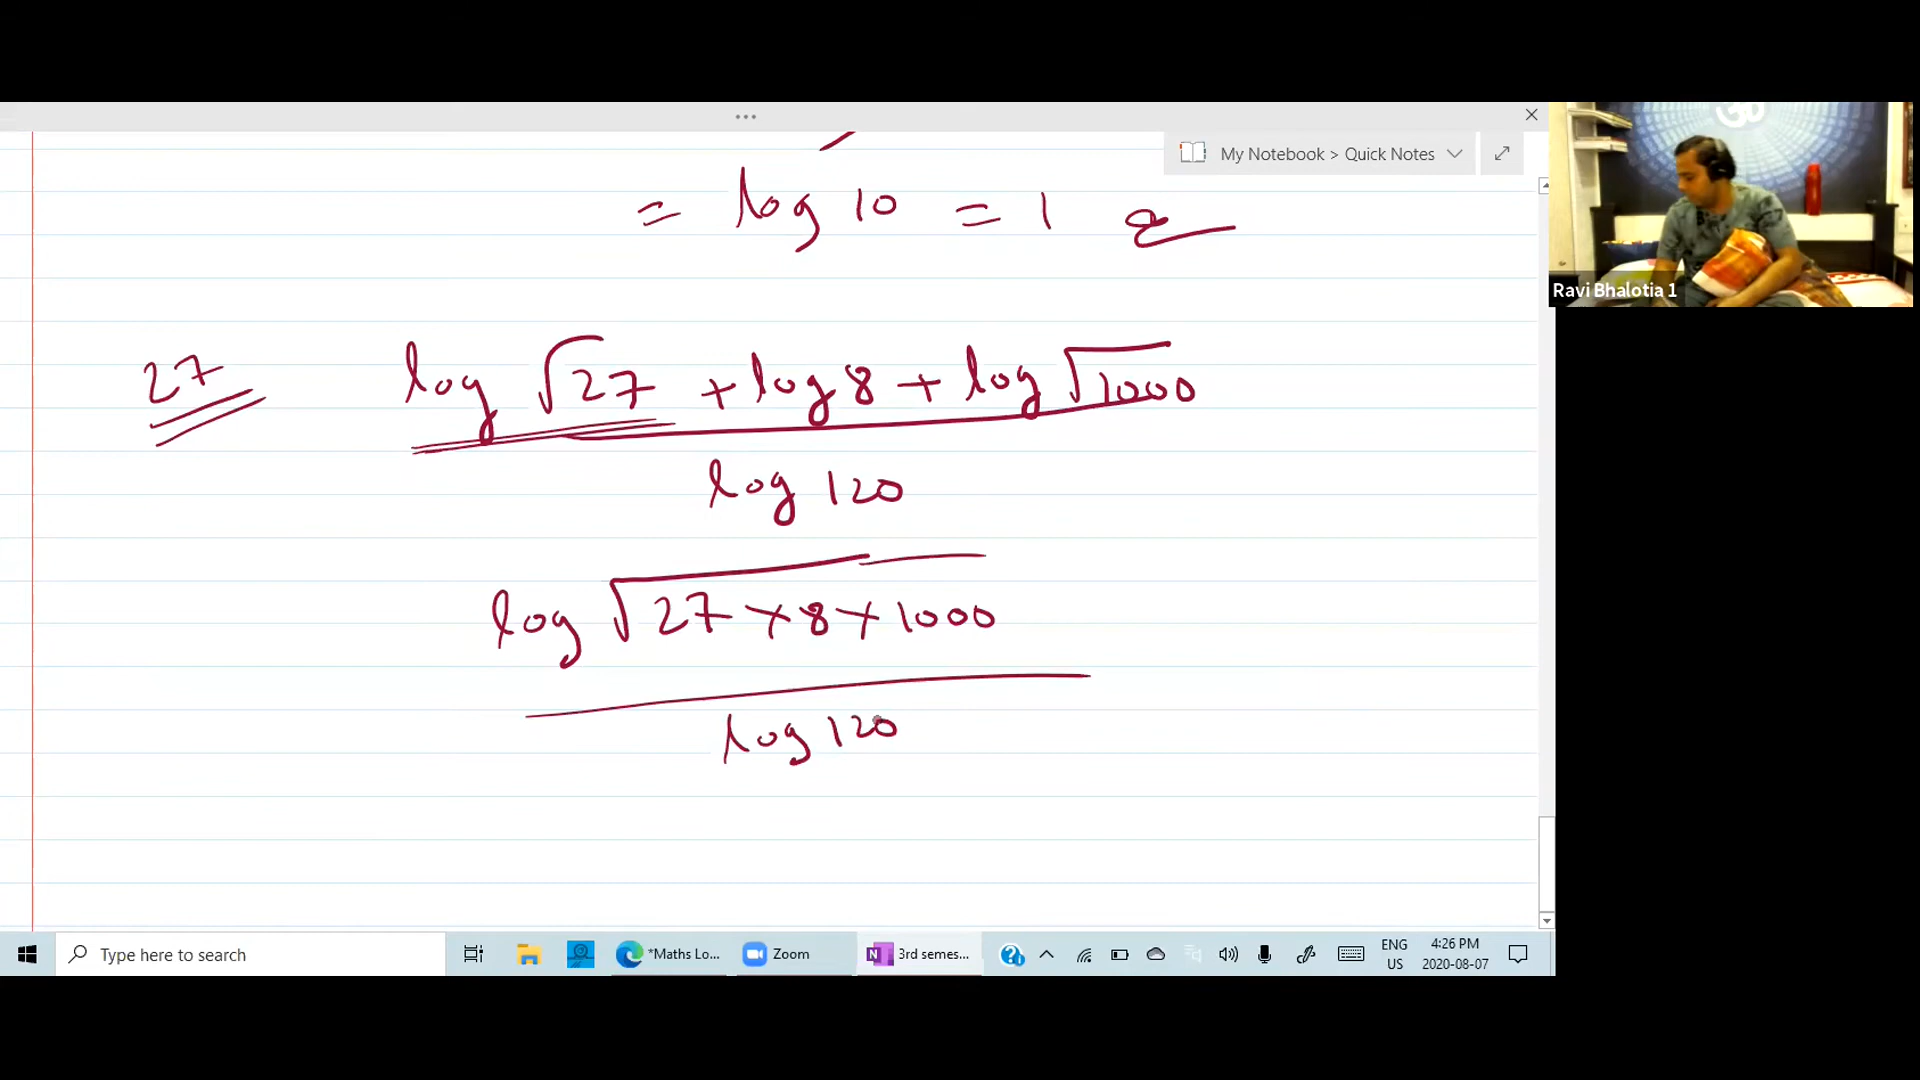 My Notebook > Quick Notes
= log 10 = 1
Ravi Bhalotia 1
27 log √27 + log 8 + log √1000
log 120
log √27 × 8 × 1000
log 120
Type here to search
*Maths Lo...
Zoom
3rd semes...
ENG
US
4:26 PM
2020-08-07